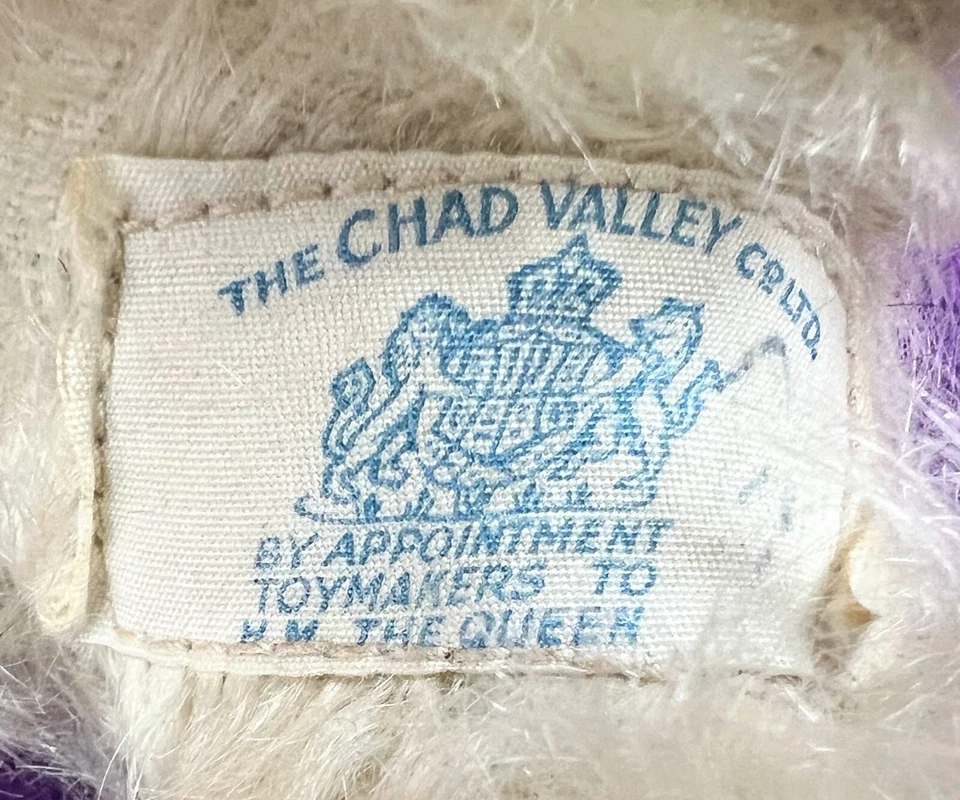 THE CHAD VALLEY CO LTD.
BY APPOINTMENT
TOYMAKERS TO
H.M. THE QUEEN